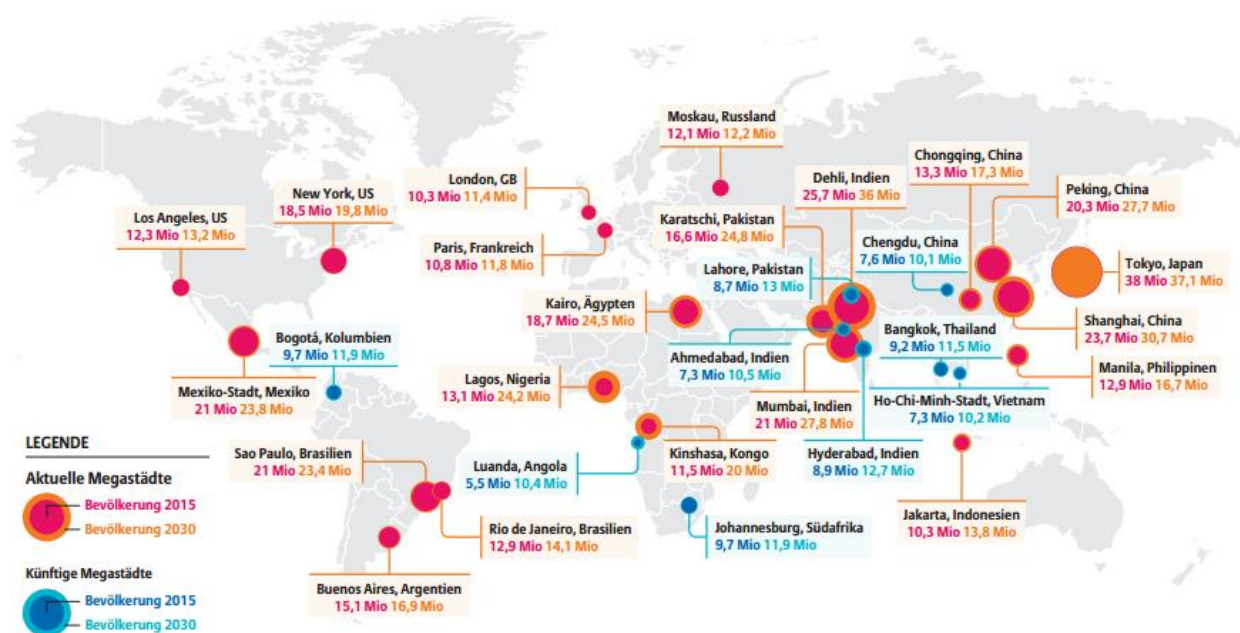 Moskau, Russland
12,1 Mio 12,2 Mio
Chongqing, China
13,3 Mio 17,3 Mio
London, GB
10,3 Mio 11,4 Mio
Dehli, Indien
25,7 Mio 36 Mio
New York, US
18,5 Mio 19,8 Mio
Peking, China
20,3 Mio 27,7 Mio
Los Angeles, US
12,3 Mio 13,2 Mio
Karatschi, Pakistan
16,6 Mio 24,8 Mio
Paris, Frankreich
10,8 Mio 11,8 Mio
Chengdu, China
7,6 Mio 10,1 Mio
Lahore, Pakistan
8,7 Mio 13 Mio
Tokyo, Japan
38 Mio 37,1 Mio
Kairo, Ägypten
18,7 Mio 24,5 Mio
Shanghai, China
23,7 Mio 30,7 Mio
Bogotá, Kolumbien
9,7 Mio 11,9 Mio
Bangkok, Thailand
9,2 Mio 11,5 Mio
Ahmedabad, Indien
7,3 Mio 10,5 Mio
Manila, Philippinen
12,9 Mio 16,7 Mio
Lagos, Nigeria
13,1 Mio 24,2 Mio
Mexiko-Stadt, Mexiko
21 Mio 23,8 Mio
Mumbai, Indien
21 Mio 27,8 Mio
Ho-Chi-Minh-Stadt, Vietnam
7,3 Mio 10,2 Mio
LEGENDE
Aktuelle Megastädte
Bevölkerung 2015
Bevölkerung 2030
Künftige Megastädte
Bevölkerung 2015
Bevölkerung 2030
Sao Paulo, Brasilien
21 Mio 23,4 Mio
Luanda, Angola
5,5 Mio 10,4 Mio
Kinshasa, Kongo
11,5 Mio 20 Mio
Hyderabad, Indien
8,9 Mio 12,7 Mio
Jakarta, Indonesien
10,3 Mio 13,8 Mio
Rio de Janeiro, Brasilien
12,9 Mio 14,1 Mio
Johannesburg, Südafrika
9,7 Mio 11,9 Mio
Buenos Aires, Argentien
15,1 Mio 16,9 Mio